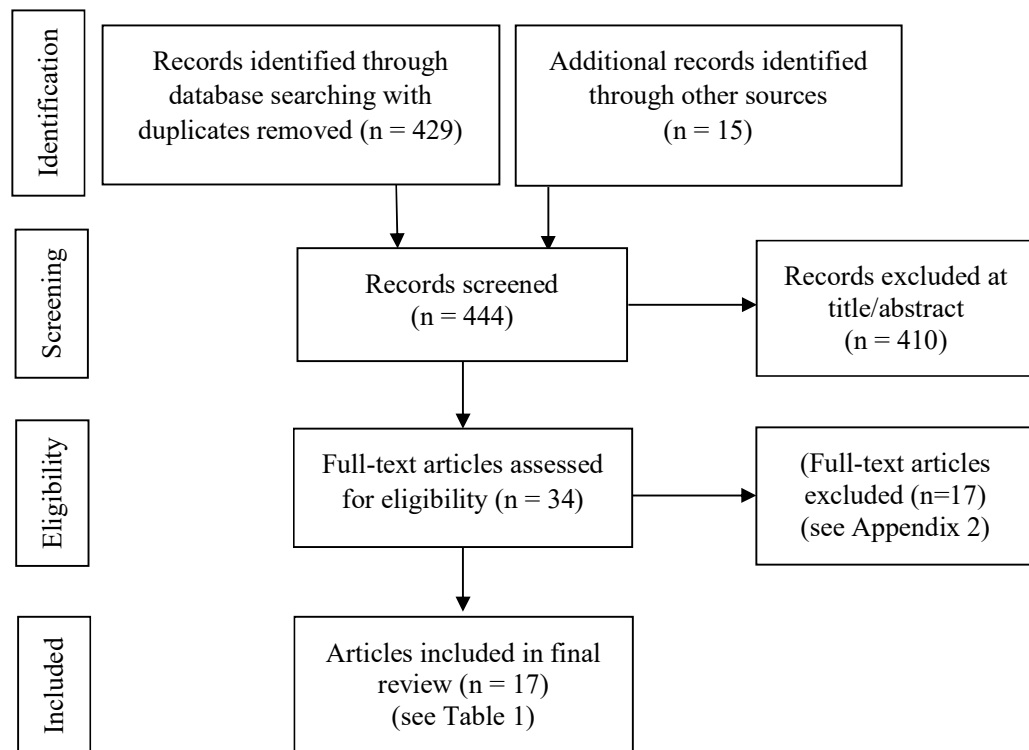 Identification
Records identified through
database searching with
duplicates removed (n = 429)
Additional records identified
through other sources
(n = 15)
Screening
Records screened
(n = 444)
Records excluded at
title/abstract
(n = 410)
Eligibility
Full-text articles assessed
for eligibility (n = 34)
(Full-text articles
excluded (n=17)
(see Appendix 2)
Included
Articles included in final
review (n = 17)
(see Table 1)